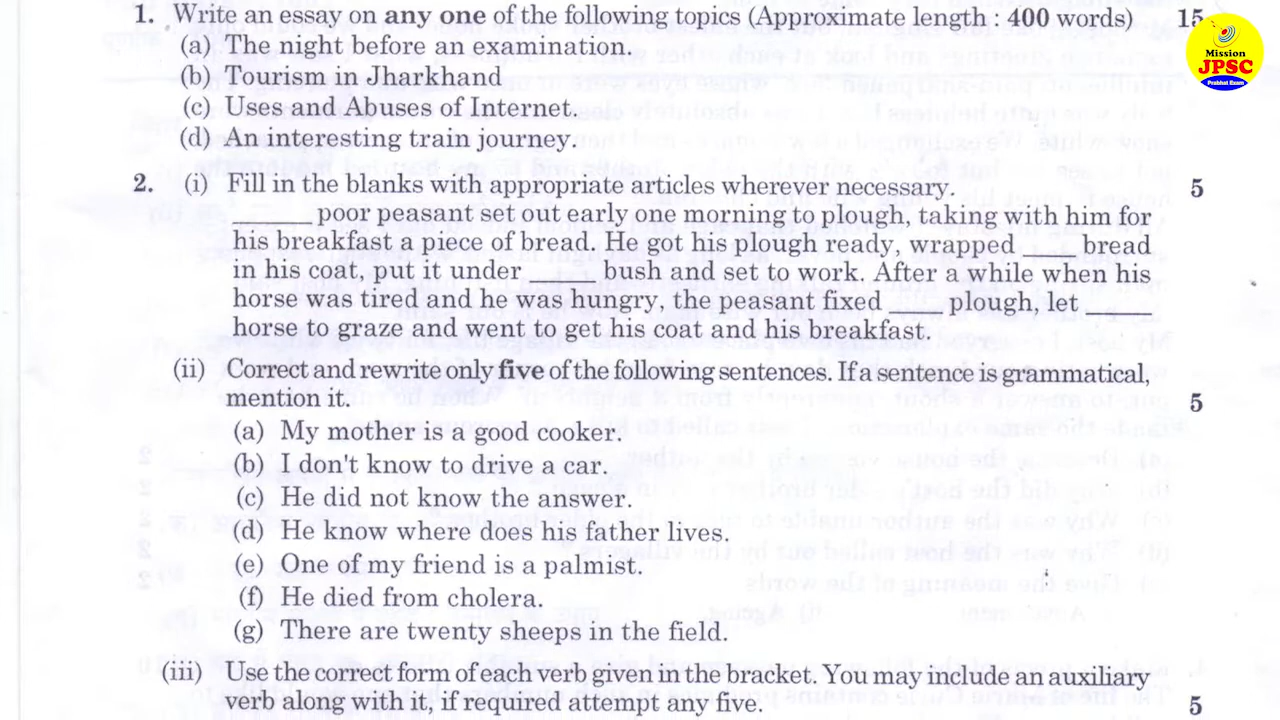 1. Write an essay on any one of the following topics (Approximate length : 400 words) 15
(a) The night before an examination.
(b) Tourism in Jharkhand
(c) Uses and Abuses of Internet.
(d) An interesting train journey.
2. (i) Fill in the blanks with appropriate articles wherever necessary. 5
______ poor peasant set out early one morning to plough, taking with him for
his breakfast a piece of bread. He got his plough ready, wrapped ______ bread
in his coat, put it under ______ bush and set to work. After a while when his
horse was tired and he was hungry, the peasant fixed ______ plough, let ______
horse to graze and went to get his coat and his breakfast.
(ii) Correct and rewrite only five of the following sentences. If a sentence is grammatical,
mention it. 5
(a) My mother is a good cooker.
(b) I don't know to drive a car.
(c) He did not know the answer.
(d) He know where does his father lives.
(e) One of my friend is a palmist.
(f) He died from cholera.
(g) There are twenty sheeps in the field.
(iii) Use the correct form of each verb given in the bracket. You may include an auxiliary
verb along with it, if required attempt any five. 5
Mission
JPSC
Prabhat Exam